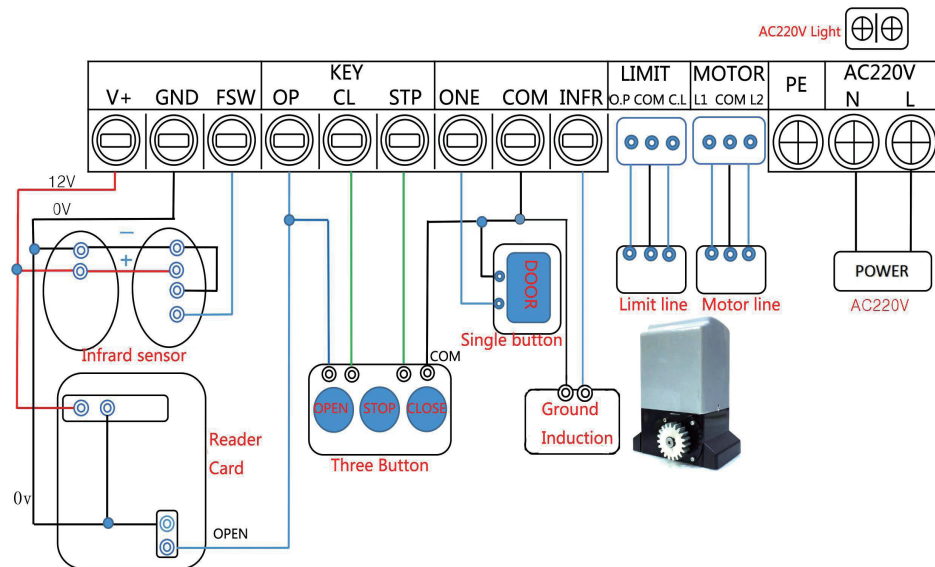 AC220V Light
KEY
LIMIT
MOTOR
AC220V
V+
GND
FSW
OP
CL
STP
ONE
COM
INFR
O.P
COM
C.L
L1
COM
L2
PE
N
L
12V
0V
−
+
Infrard sensor
DOOR
Single button
Limit line
Motor line
POWER
AC220V
COM
OPEN
STOP
CLOSE
Three Button
Ground
Induction
Reader
Card
0v
OPEN